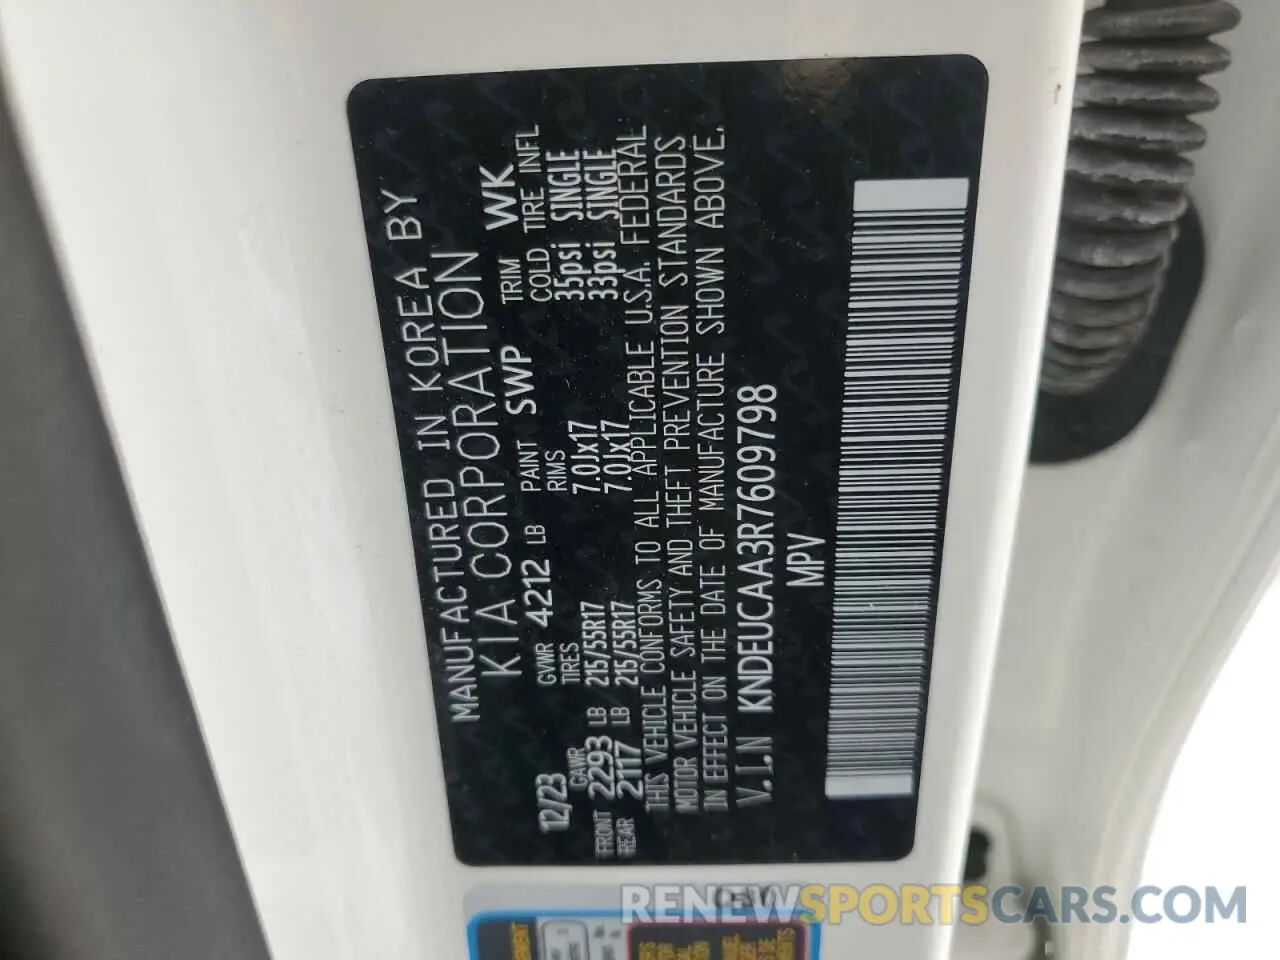 MANUFACTURED IN KOREA BY
KIA CORPORATION
12/23 GVWR 4212 LB PAINT SWP TRIM WK
GAWR TIRES RIMS COLD TIRE INFL
FRONT 2293 LB 215/55R17 7.0Jx17 35psi SINGLE
REAR 2117 LB 215/55R17 7.0Jx17 33psi SINGLE
THIS VEHICLE CONFORMS TO ALL APPLICABLE U.S.A. FEDERAL
MOTOR VEHICLE SAFETY AND THEFT PREVENTION STANDARDS
IN EFFECT ON THE DATE OF MANUFACTURE SHOWN ABOVE.
V.I.N KNDEUCAA3R7609798
MPV
RENEWSPORTSCARS.COM